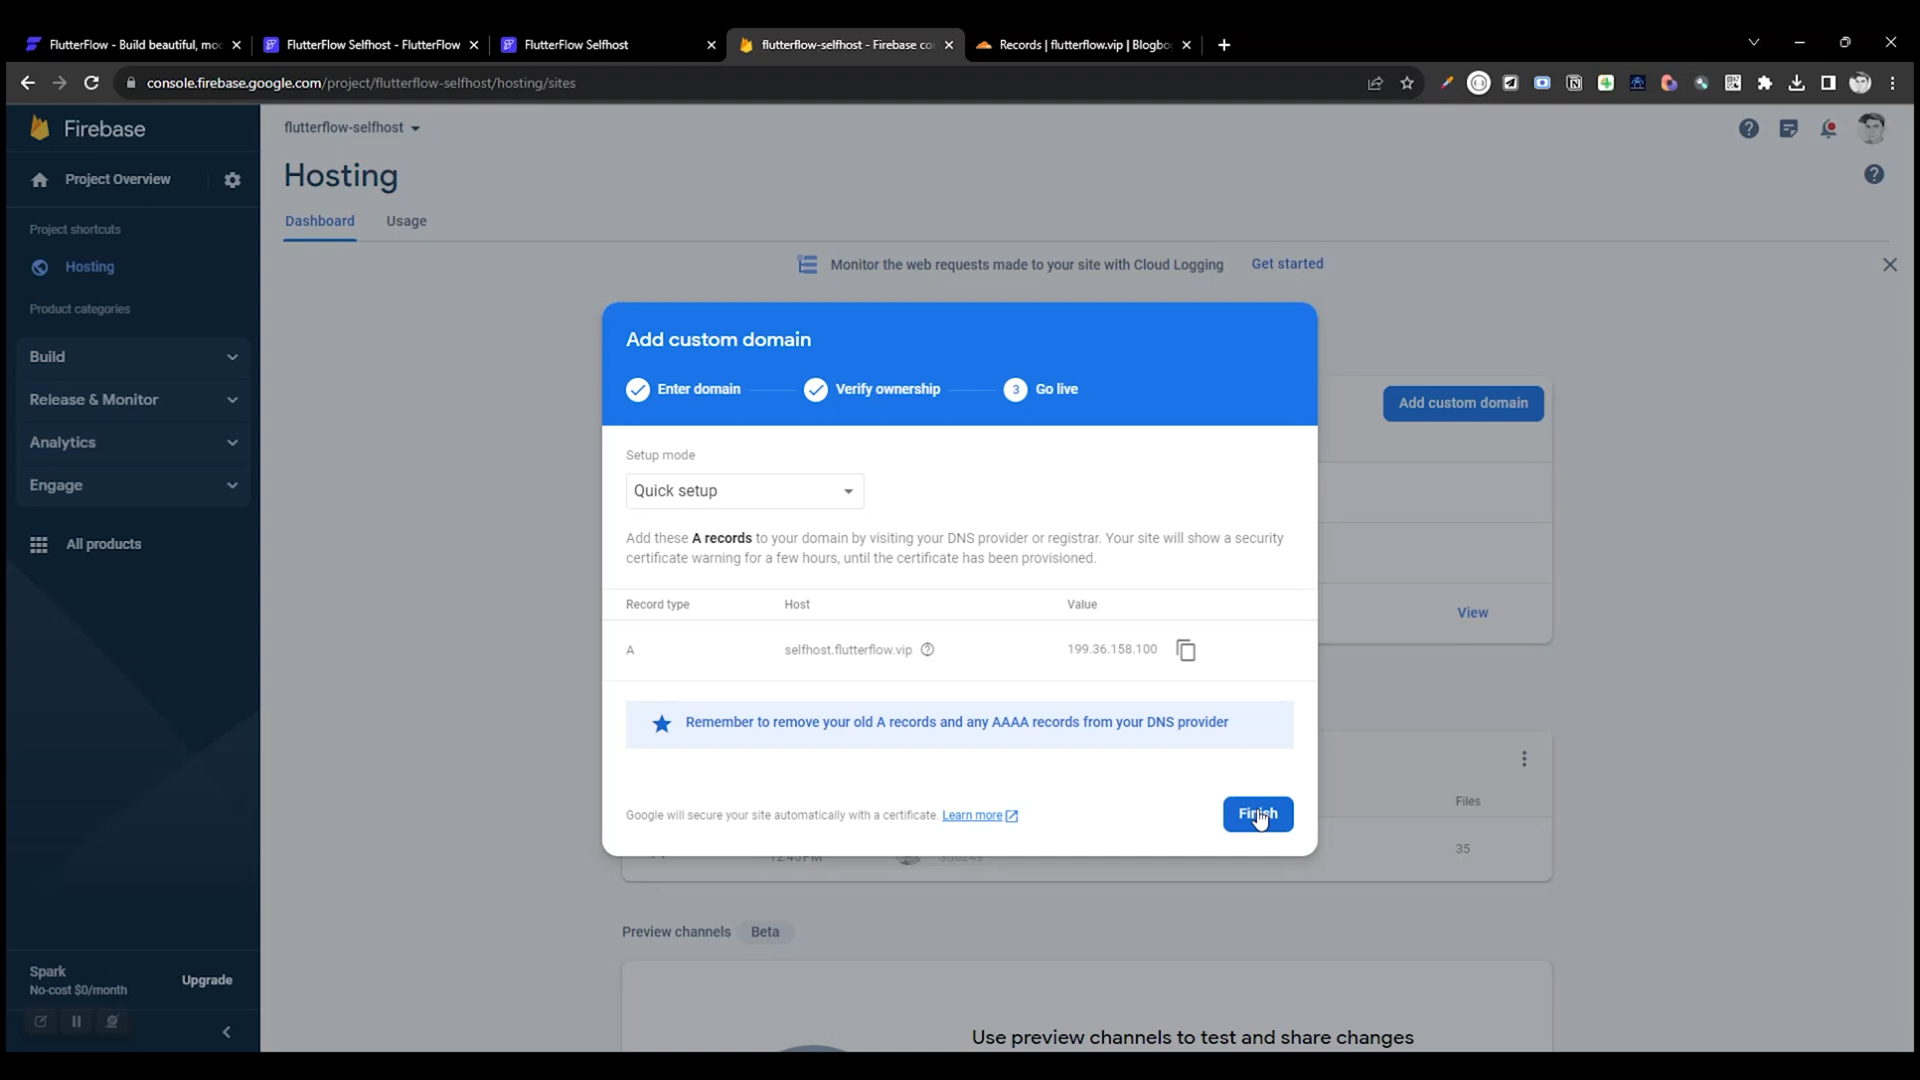 FlutterFlow - Build beautiful, mo
FlutterFlow Selfhost - FlutterFlow
FlutterFlow Selfhost
flutterflow-selfhost - Firebase co
Records | flutterflow.vip | Blogbo
console.firebase.google.com/project/flutterflow-selfhost/hosting/sites
Firebase
flutterflow-selfhost
Hosting
Project Overview
Dashboard
Usage
Project shortcuts
Hosting
Monitor the web requests made to your site with Cloud Logging
Get started
Product categories
Build
Release & Monitor
Analytics
Engage
All products
Add custom domain
Enter domain
Verify ownership
3
Go live
Add custom domain
Setup mode
Quick setup
Add these A records to your domain by visiting your DNS provider or registrar. Your site will show a security
certificate warning for a few hours, until the certificate has been provisioned.
Record type
Host
Value
View
A
selfhost.flutterflow.vip
199.36.158.100
Remember to remove your old A records and any AAAA records from your DNS provider
Google will secure your site automatically with a certificate. Learn more
Finish
Files
35
Preview channels
Beta
Use preview channels to test and share changes
Spark
No-cost $0/month
Upgrade